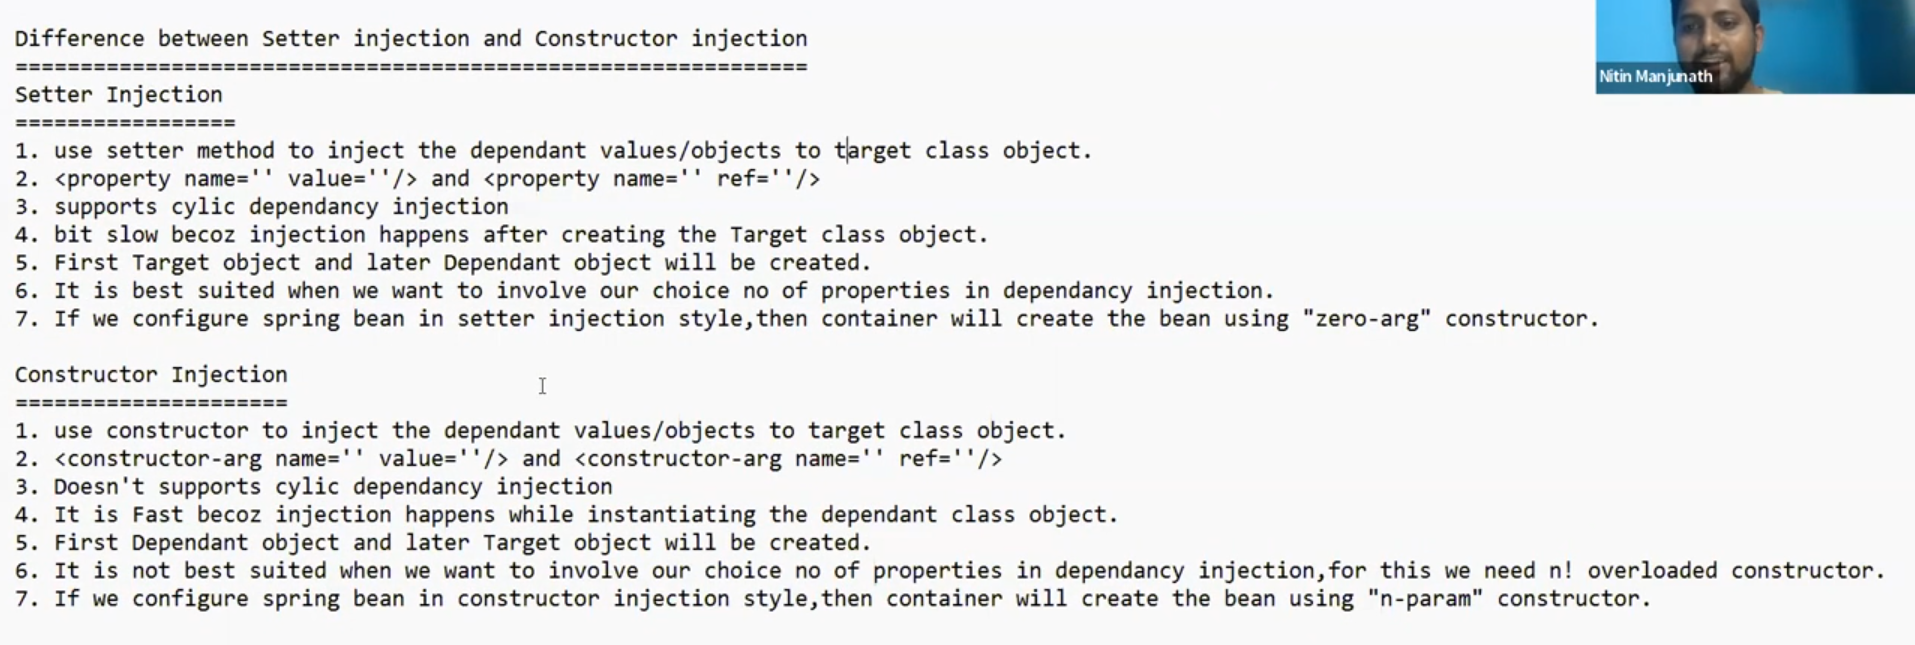 Difference between Setter injection and Constructor injection
=============================================================
Setter Injection
=================
1. use setter method to inject the dependant values/objects to target class object.
2. <property name='' value=''/> and <property name='' ref=''/>
3. supports cylic dependancy injection
4. bit slow becoz injection happens after creating the Target class object.
5. First Target object and later Dependant object will be created.
6. It is best suited when we want to involve our choice no of properties in dependancy injection.
7. If we configure spring bean in setter injection style,then container will create the bean using "zero-arg" constructor.
Constructor Injection
=====================
1. use constructor to inject the dependant values/objects to target class object.
2. <constructor-arg name='' value=''/> and <constructor-arg name='' ref=''/>
3. Doesn't supports cylic dependancy injection
4. It is Fast becoz injection happens while instantiating the dependant class object.
5. First Dependant object and later Target object will be created.
6. It is not best suited when we want to involve our choice no of properties in dependancy injection,for this we need n! overloaded constructor.
7. If we configure spring bean in constructor injection style,then container will create the bean using "n-param" constructor.
Nitin Manjunath